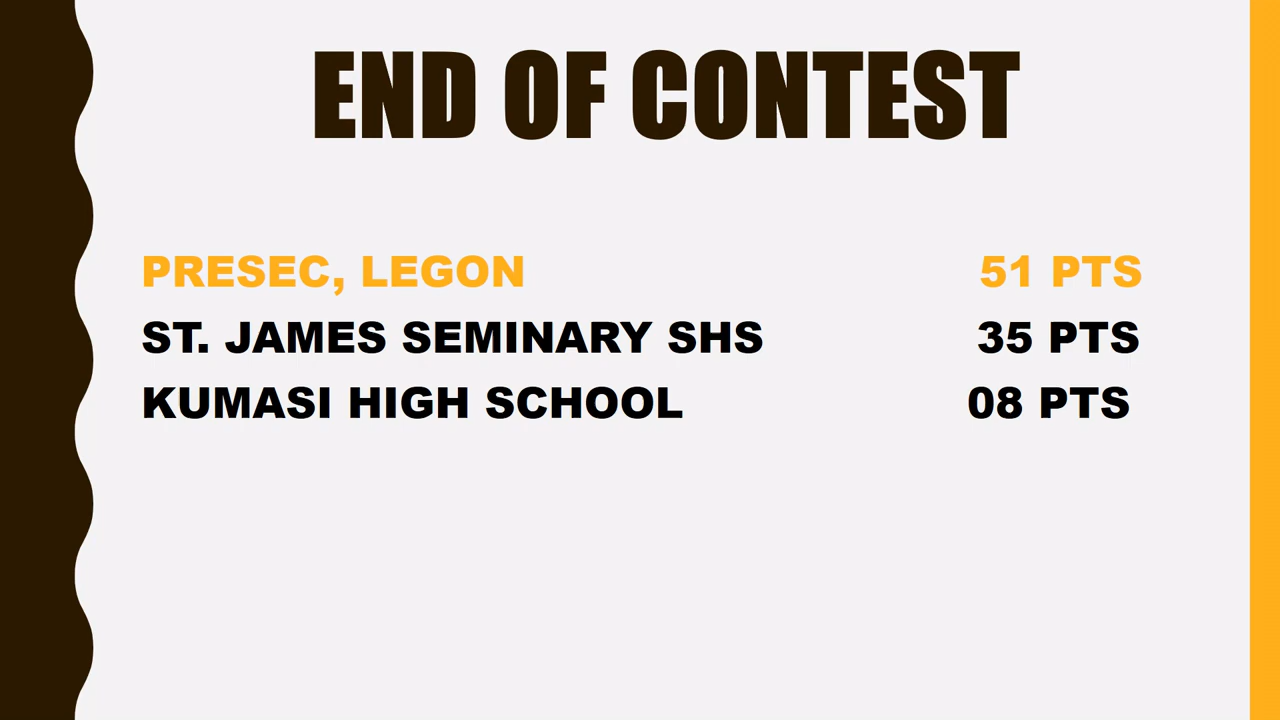 END OF CONTEST
PRESEC, LEGON 51 PTS
ST. JAMES SEMINARY SHS 35 PTS
KUMASI HIGH SCHOOL 08 PTS